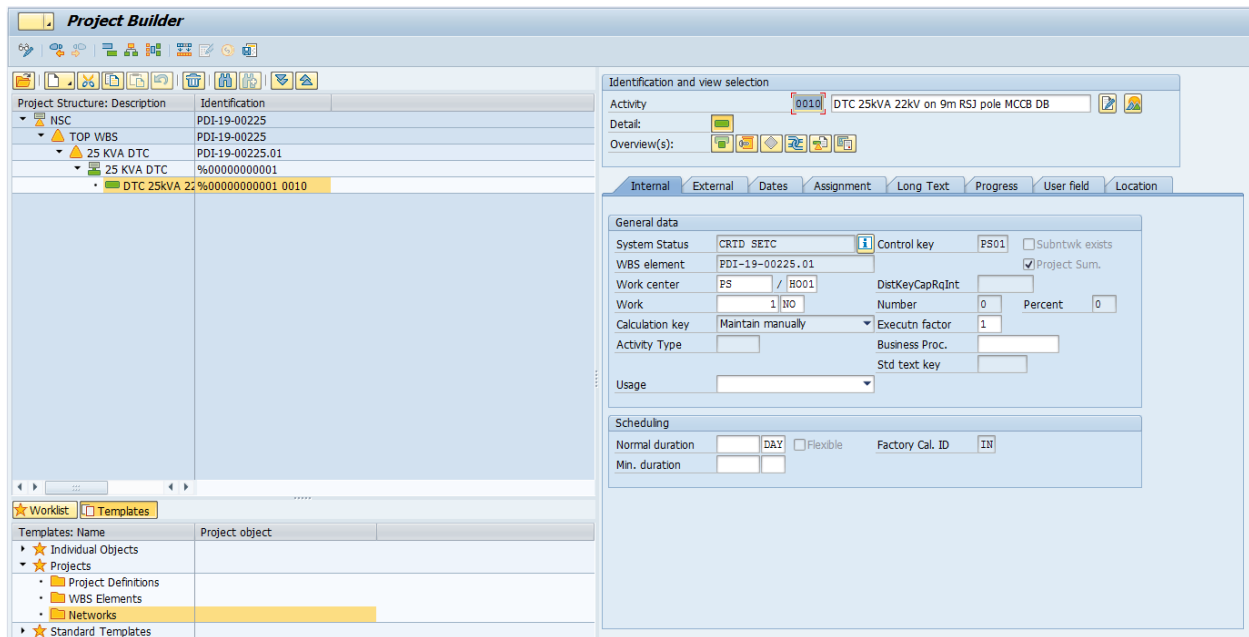 Project Builder
Identification and view selection
Project Structure: Description Identification
Activity 0010 DTC 25kVA 22kV on 9m RSJ pole MCCB DB
NSC PDI-19-00225
Detail:
TOP WBS PDI-19-00225
Overview(s):
25 KVA DTC PDI-19-00225.01
25 KVA DTC %00000000001
DTC 25kVA 22 %00000000001 0010
Internal External Dates Assignment Long Text Progress User field Location
General data
System Status CRTD SETC Control key PS01 Subntwk exists
WBS element PDI-19-00225.01 Project Sum.
Work center PS / HO01 DistKeyCapRqInt
Work 1 NO Number 0 Percent 0
Calculation key Maintain manually Executn factor 1
Activity Type Business Proc.
Std text key
Usage
Scheduling
Normal duration DAY Flexible Factory Cal. ID IN
Min. duration
Worklist Templates
Templates: Name Project object
Individual Objects
Projects
Project Definitions
WBS Elements
Networks
Standard Templates